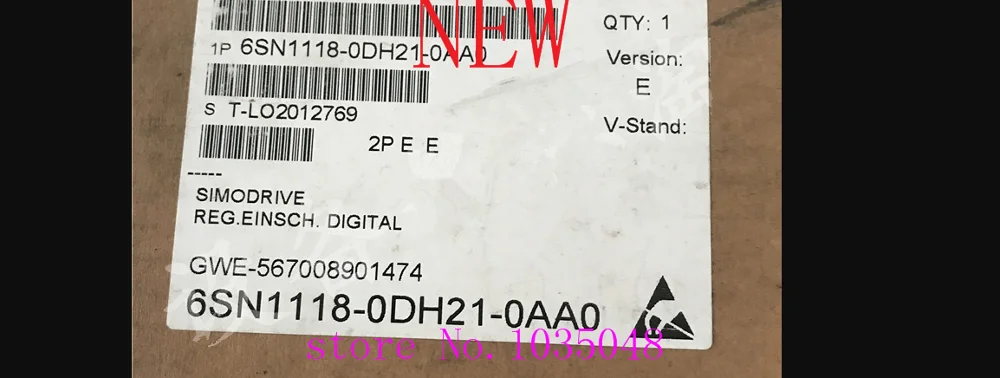 NEW
QTY: 1
1P 6SN1118-0DH21-0AA0
Version:
E
S T-LO2012769
V-Stand:
2P E E
-----
SIMODRIVE
REG.EINSCH. DIGITAL
GWE-567008901474
6SN1118-0DH21-0AA0
store No. 1035048